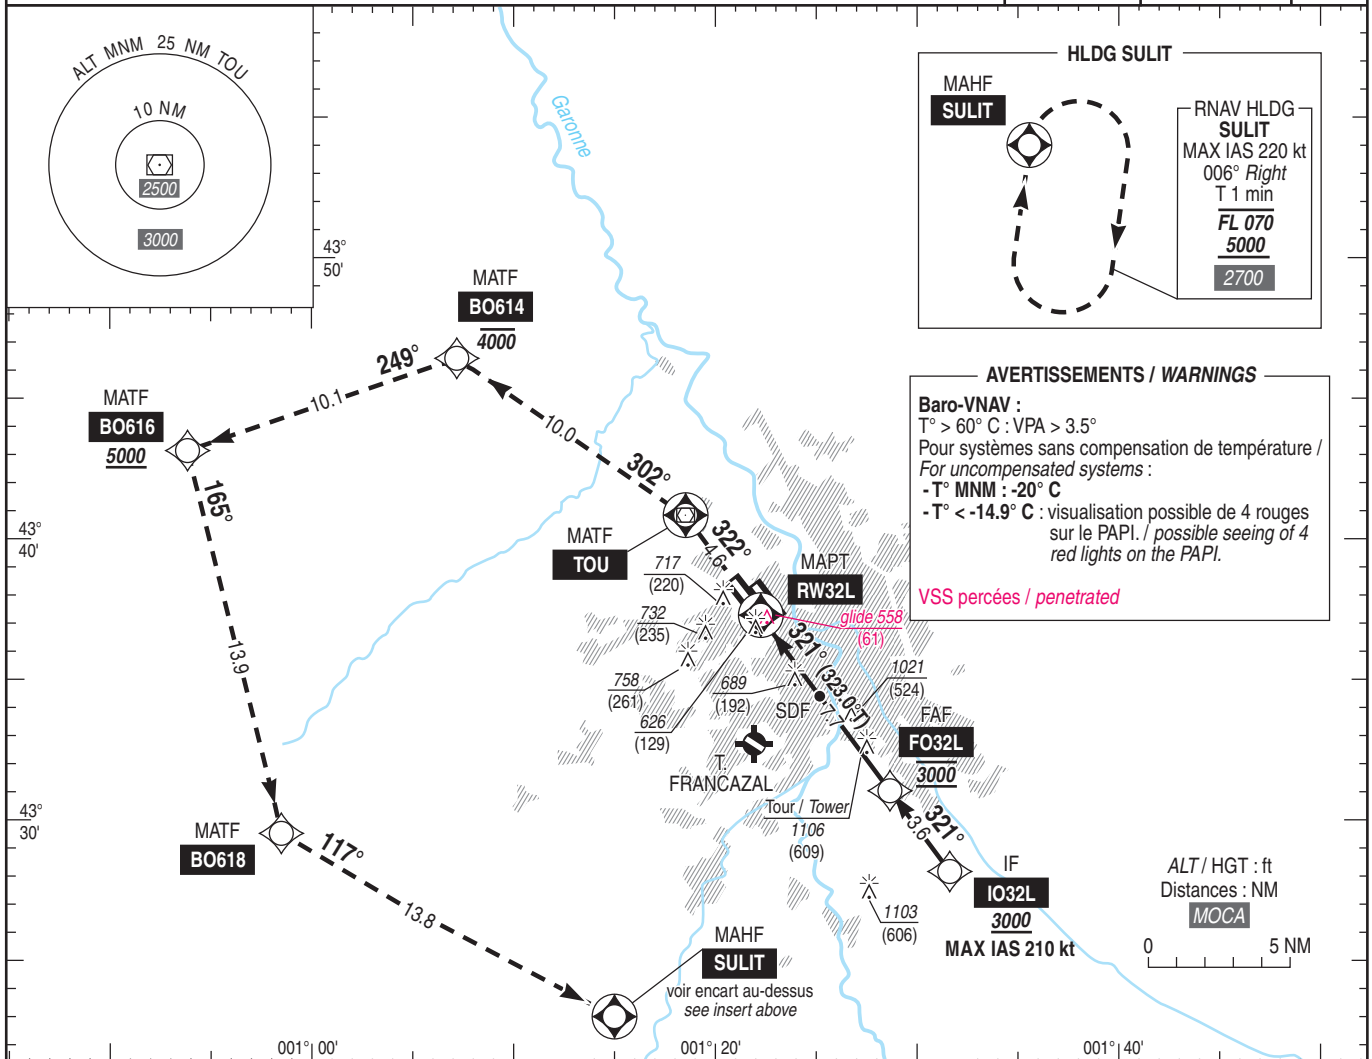 ALT MNM 25 NM TOU
10 NM
2500
3000
43°
50'
Garonne
HLDG SULIT
MAHF
SULIT
RNAV HLDG
SULIT
MAX IAS 220 kt
006° Right
T 1 min
FL 070
5000
2700
MATF
BO614
4000
249°
10.1
MATF
BO616
5000
10.0
302°
165°
AVERTISSEMENTS / WARNINGS
Baro-VNAV :
T° > 60° C : VPA > 3.5°
Pour systèmes sans compensation de température /
For uncompensated systems :
- T° MNM : -20° C
- T° < -14.9° C : visualisation possible de 4 rouges
sur le PAPI. / possible seeing of 4
red lights on the PAPI.
VSS percées / penetrated
43°
40'
MATF
TOU
322°
4.6
MAPT
RW32L
717
(220)
732
(235)
glide 558
(61)
321° (323.0°T)
7.7
13.9
758
(261)
689
(192)
SDF
1021
(524)
626
(129)
FAF
FO32L
3000
T.
FRANCAZAL
Tour / Tower
1106
(609)
43°
30'
MATF
BO618
117°
13.8
321°
3.6
IF
IO32L
3000
MAX IAS 210 kt
1103
(606)
ALT / HGT : ft
Distances : NM
MOCA
0 5 NM
MAHF
SULIT
voir encart au-dessus
see insert above
001° 00'
001° 20'
001° 40'